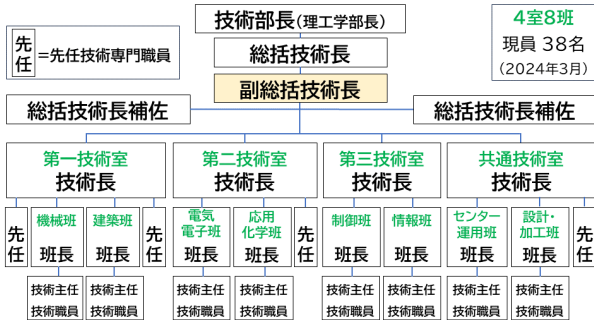 技術部長（理工学部長）
総括技術長
副総括技術長
先任
＝先任技術専門職員
4室8班
現員 38名
（2024年3月）
総括技術長補佐
総括技術長補佐
第一技術室
技術長
第二技術室
技術長
第三技術室
技術長
共通技術室
技術長
先任
機械班
班長
建築班
班長
先任
電気
電子班
班長
応用
化学班
班長
先任
制御班
班長
情報班
班長
センター
運用班
班長
設計・
加工班
班長
先任
技術主任
技術職員
技術主任
技術職員
技術主任
技術職員
技術主任
技術職員
技術主任
技術職員
技術主任
技術職員
技術主任
技術職員
技術主任
技術職員